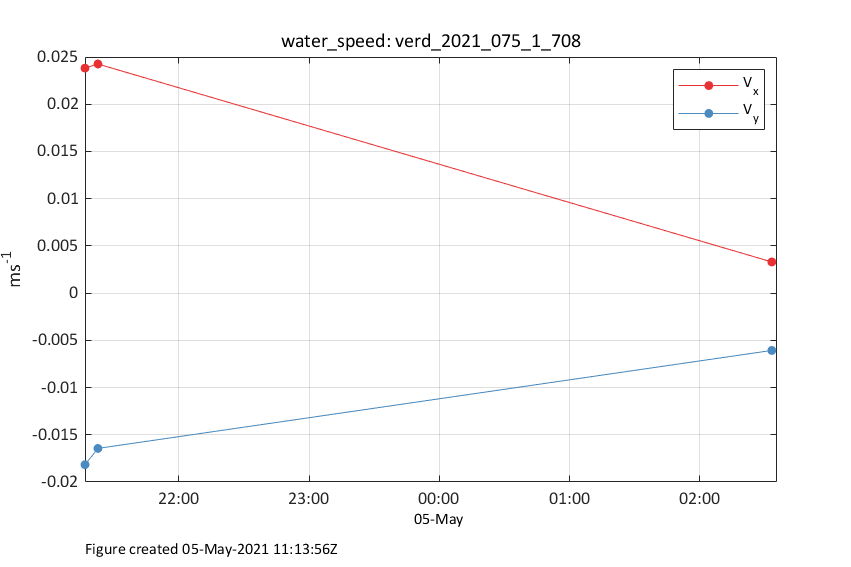 water_speed: verd_2021_075_1_708
0.025
0.02
0.015
0.01
0.005
0
-0.005
-0.01
-0.015
-0.02
ms-1
Vx
Vy
22:00 23:00 00:00 01:00 02:00
05-May
Figure created 05-May-2021 11:13:56Z